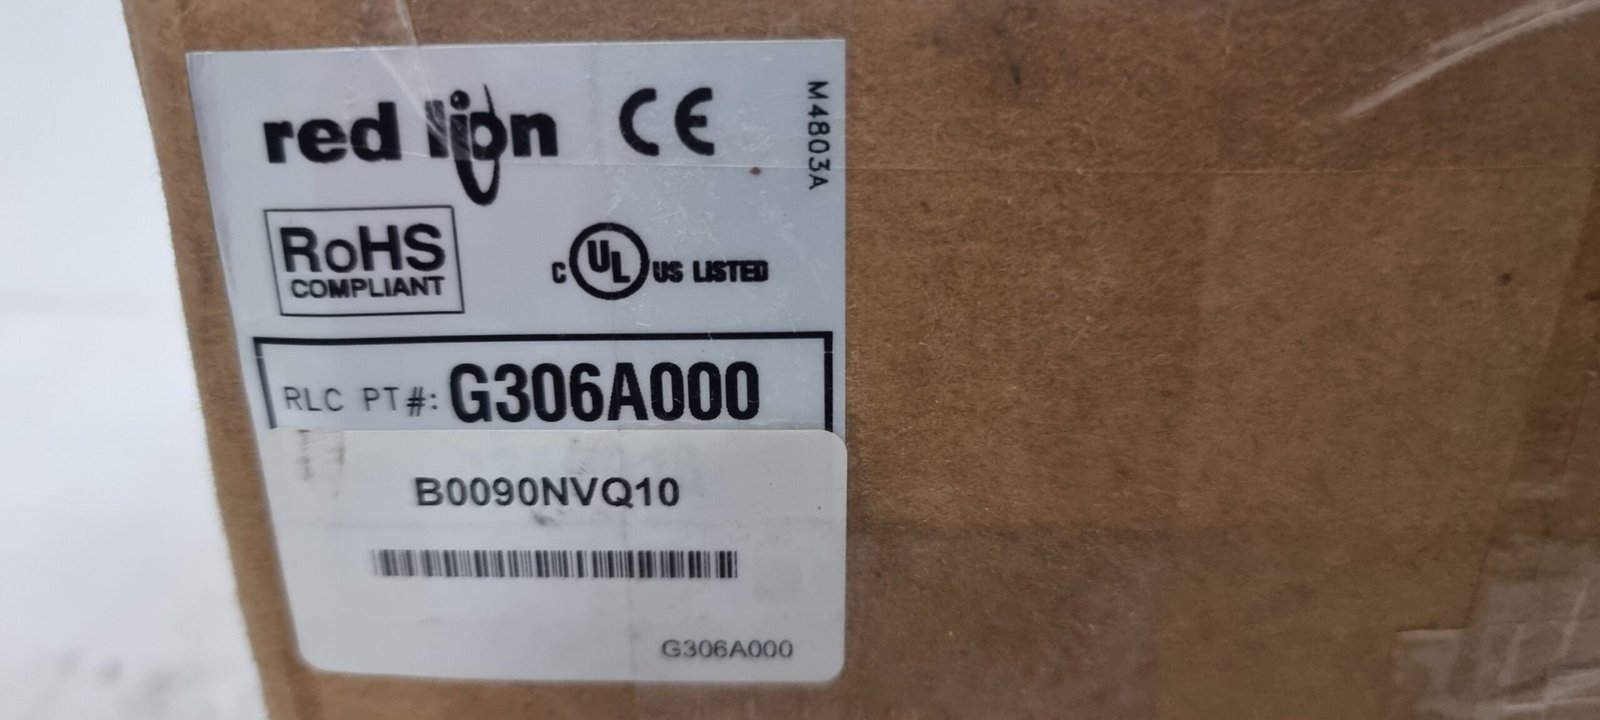 red lion CE
M4803A
RoHS
COMPLIANT
C UL US LISTED
RLC PT#: G306A000
B0090NVQ10
G306A000